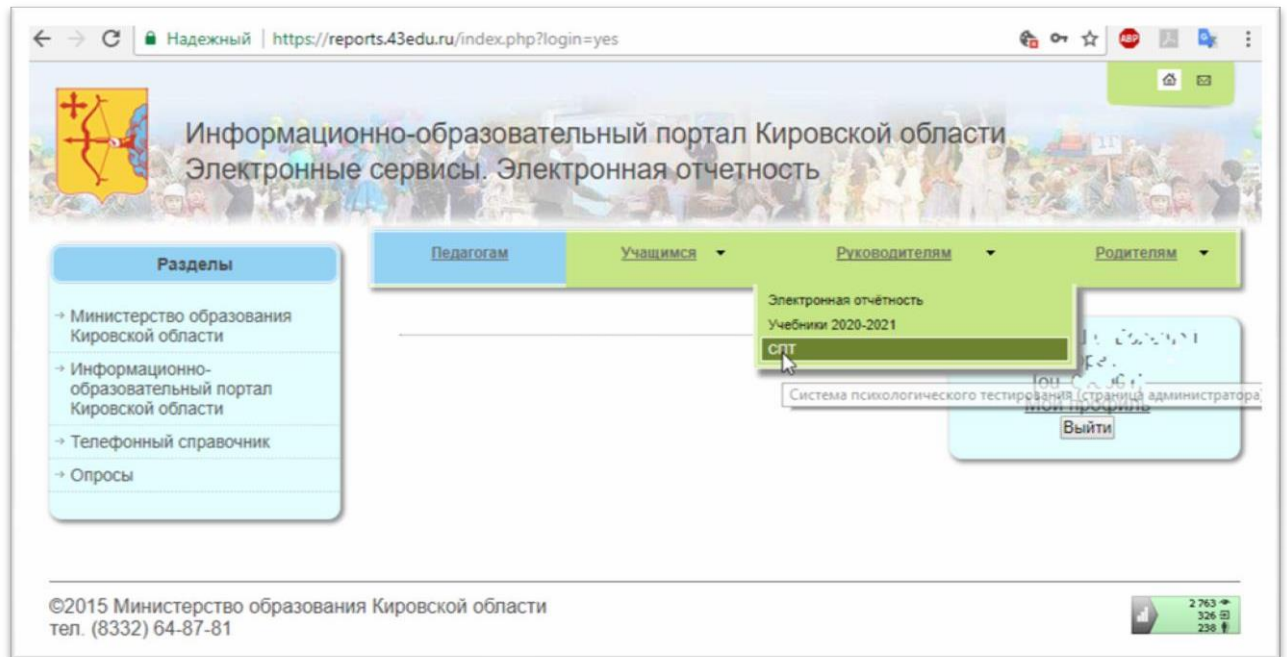 Надежный | https://reports.43edu.ru/index.php?login=yes
ABP
Информационно-образовательный портал Кировской области
Электронные сервисы. Электронная отчетность
Разделы
Министерство образования
Кировской области
Информационно-
образовательный портал
Кировской области
Телефонный справочник
Опросы
Педагогам
Учащимся
Руководителям
Родителям
Электронная отчётность
Учебники 2020-2021
СПТ
Система психологического тестирования (страница администратора)
Мой профиль
Выйти
©2015 Министерство образования Кировской области
тел. (8332) 64-87-81
2 763
326
238